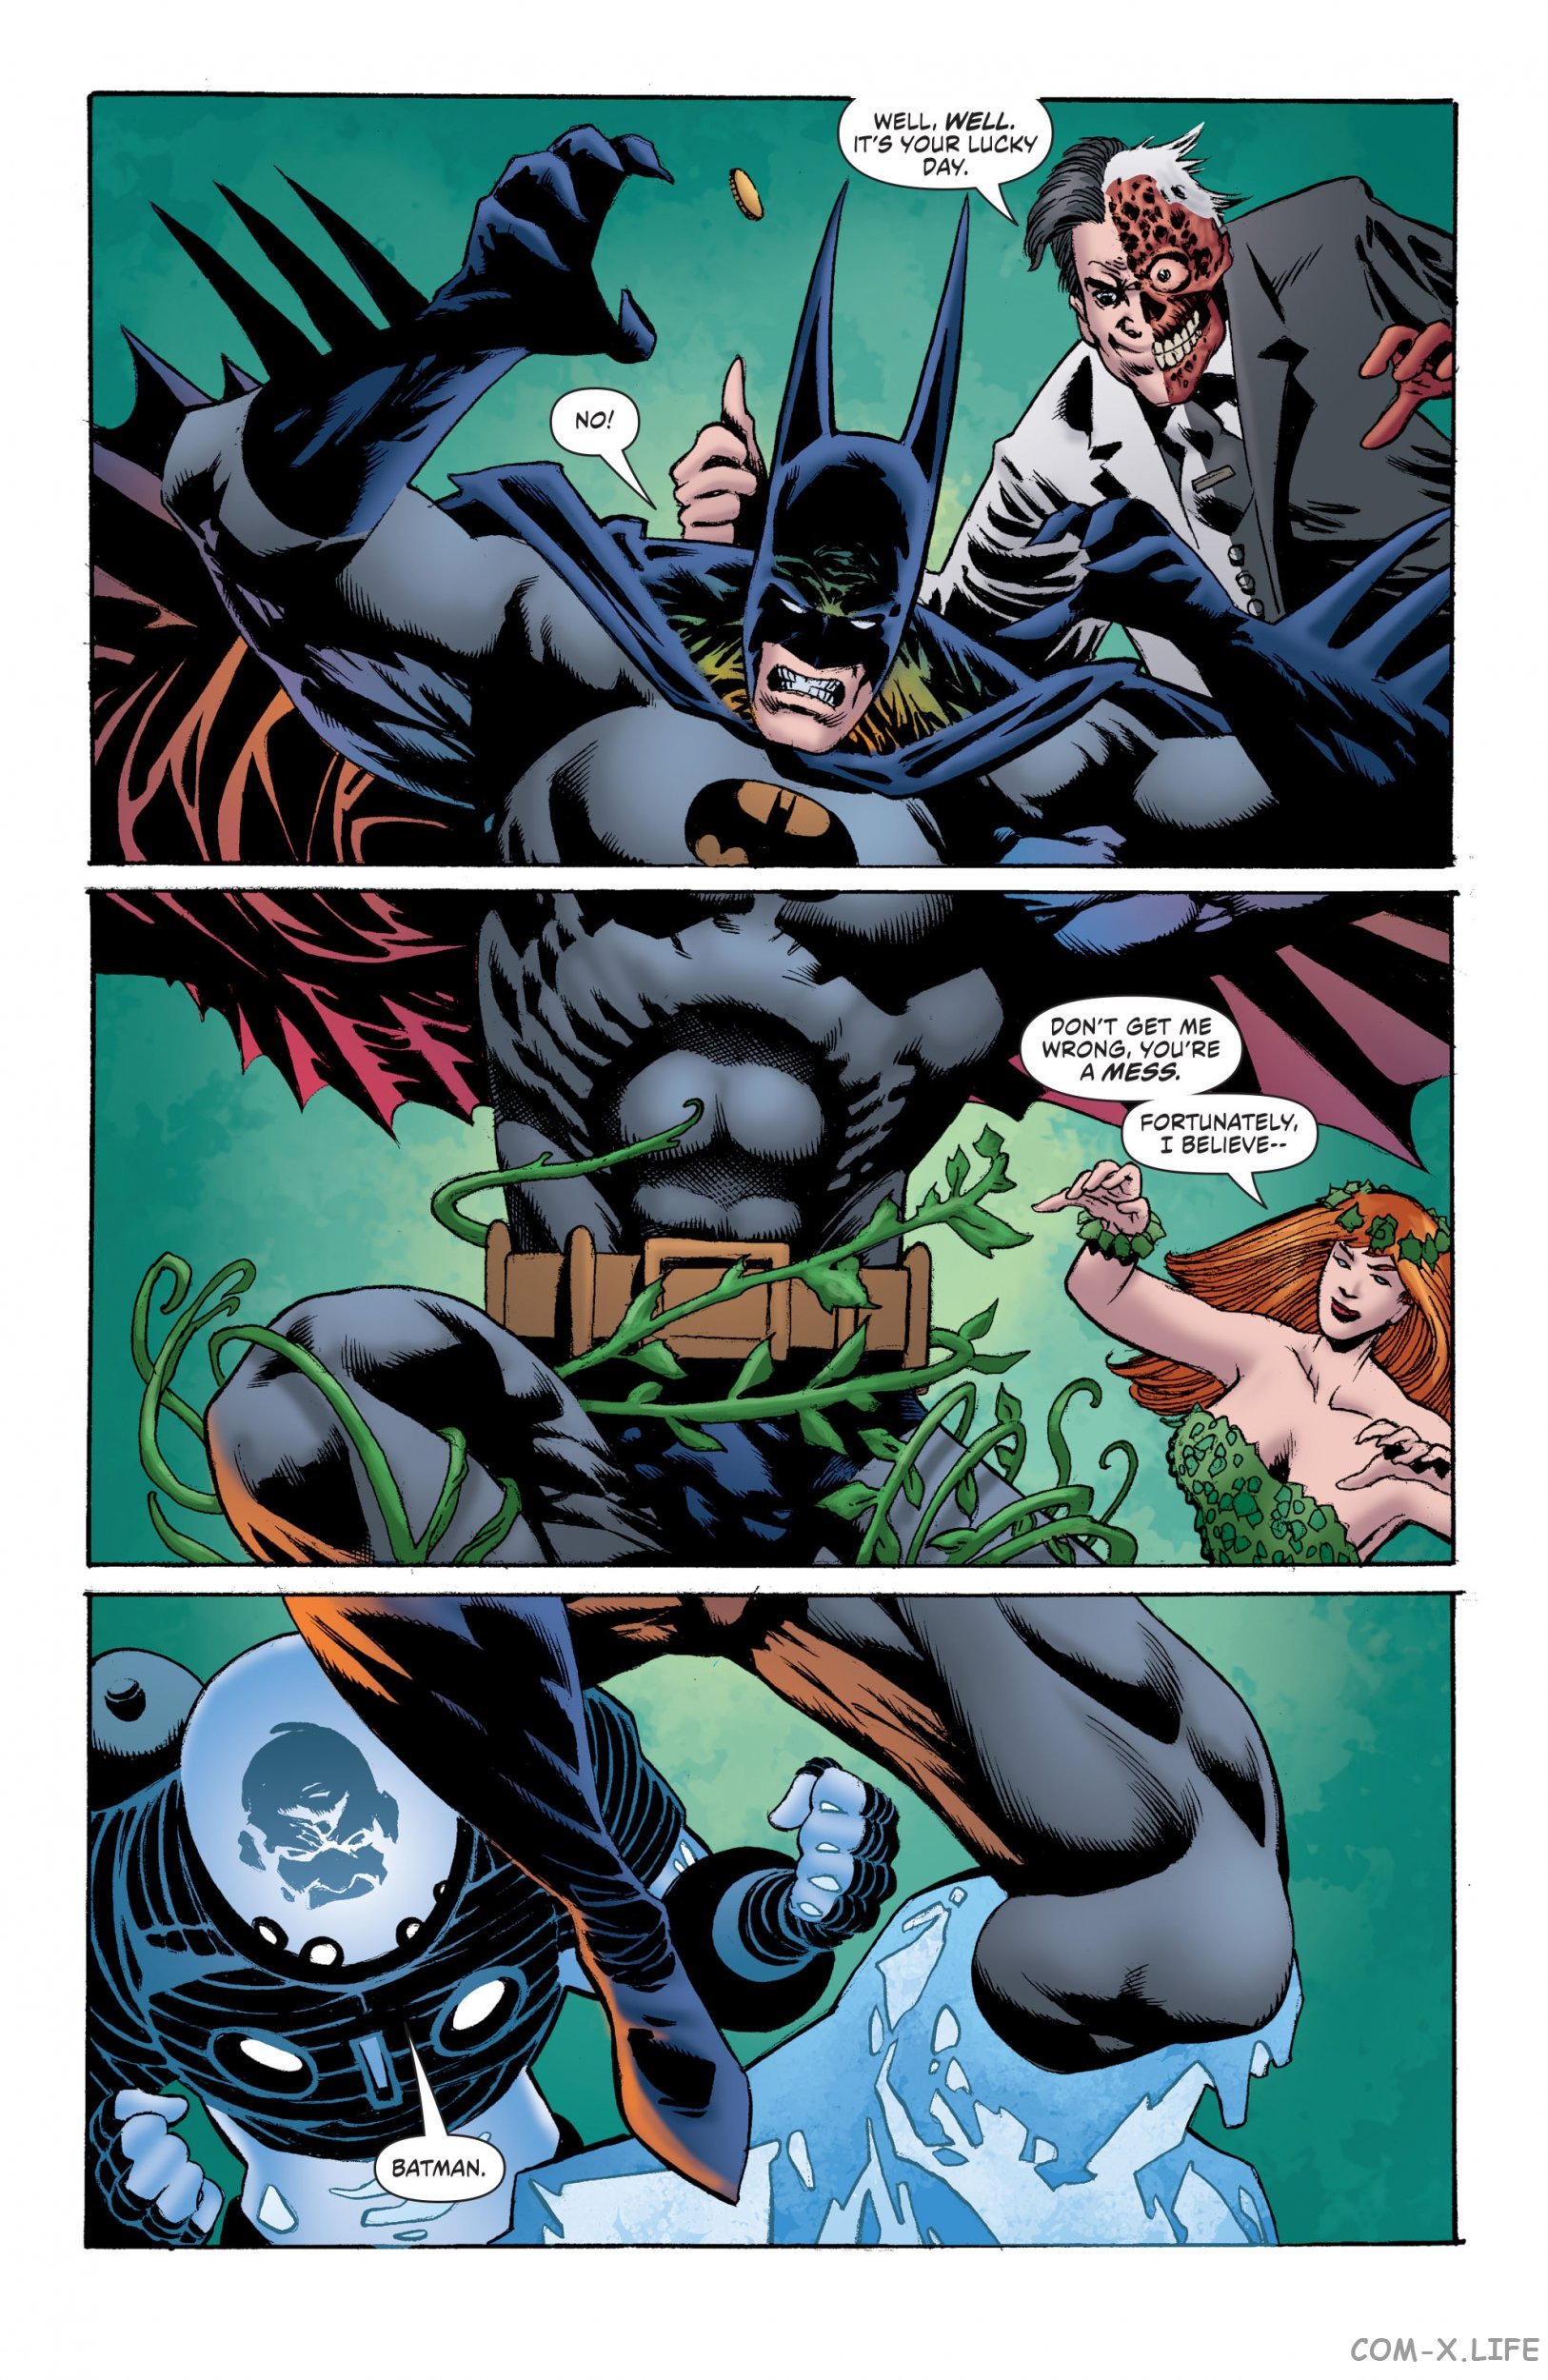 WELL, WELL.
IT'S YOUR LUCKY
DAY.
NO!
DON'T GET ME
WRONG, YOU'RE
A MESS.
FORTUNATELY,
I BELIEVE--
BATMAN.
COM-X.LIFE